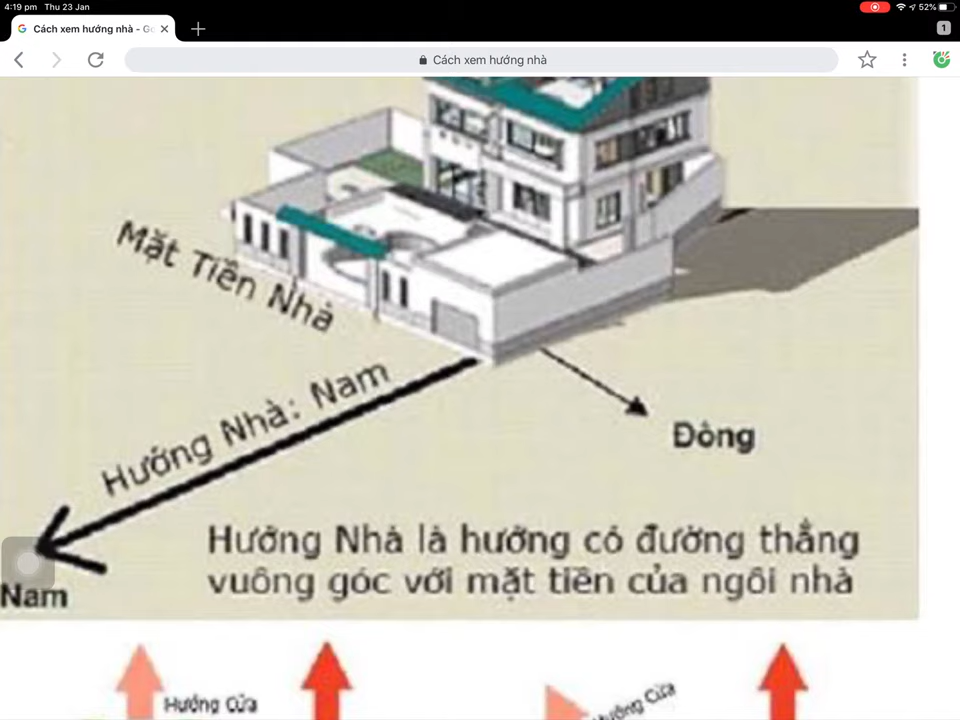 4:19 pm Thu 23 Jan
52%
Cách xem hướng nhà - Go
1
Cách xem hướng nhà
Mặt Tiền Nhà
Hướng Nhà: Nam
Đông
Hướng Nhà là hướng có đường thẳng
vuông góc với mặt tiền của ngôi nhà
Nam
Hướng Cửa
Hướng Cửa